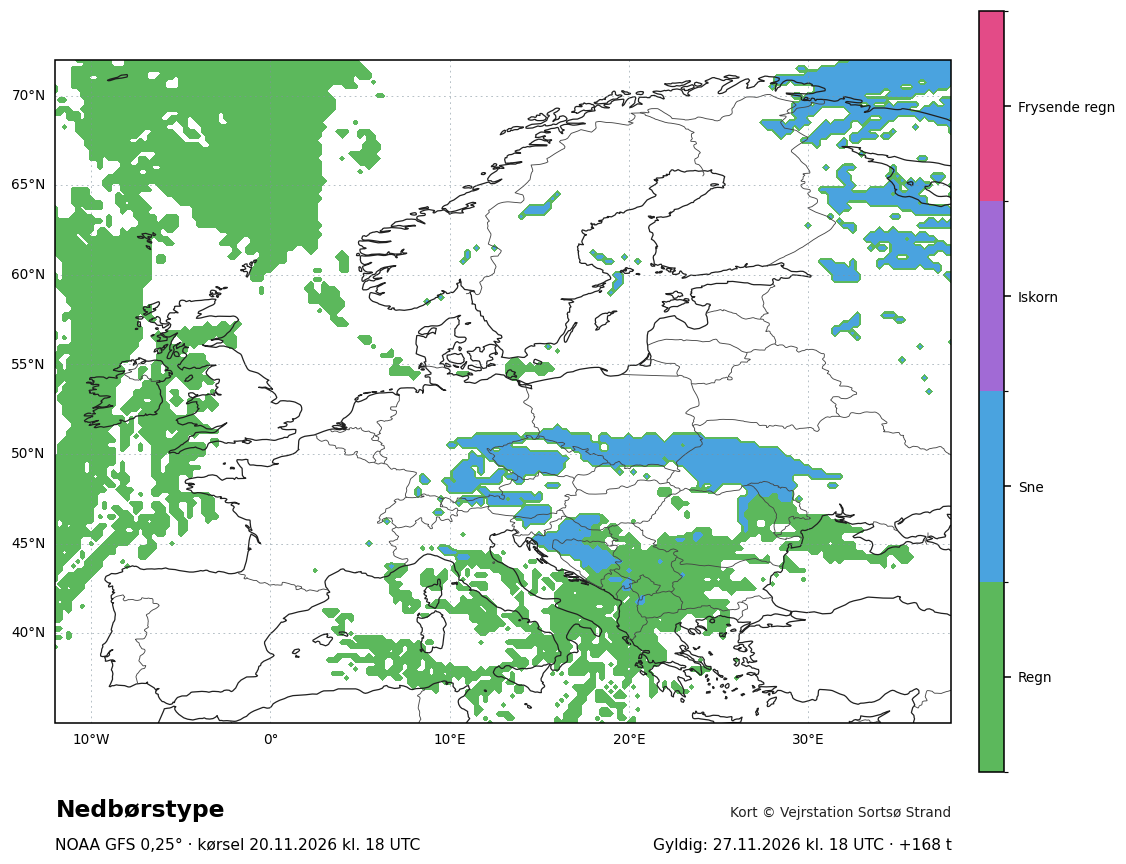 70°N
65°N
60°N
55°N
50°N
45°N
40°N
10°W
0°
10°E
20°E
30°E
Frysende regn
Iskorn
Sne
Regn
Nedbørstype
Kort © Vejrstation Sortsø Strand
NOAA GFS 0,25° · kørsel 20.11.2026 kl. 18 UTC
Gyldig: 27.11.2026 kl. 18 UTC · +168 t